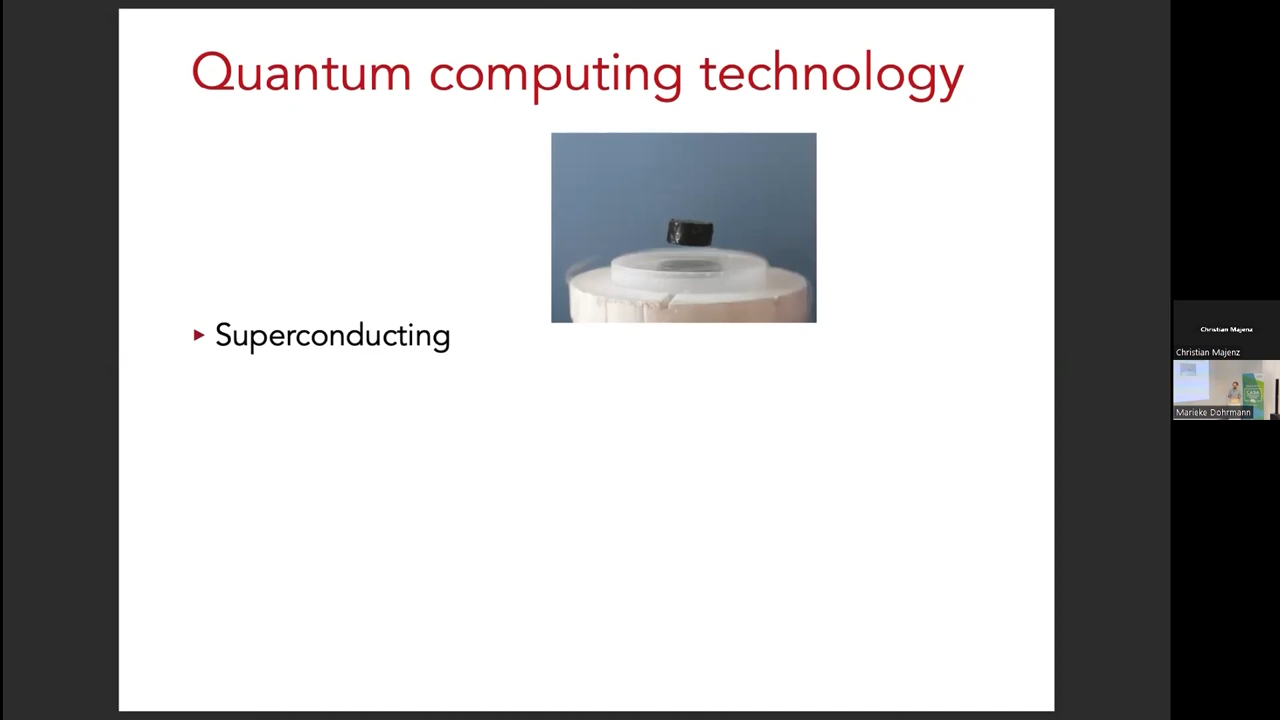 Quantum computing technology
▸ Superconducting
Christian Majenz
Christian Majenz
Marieke Dohrmann